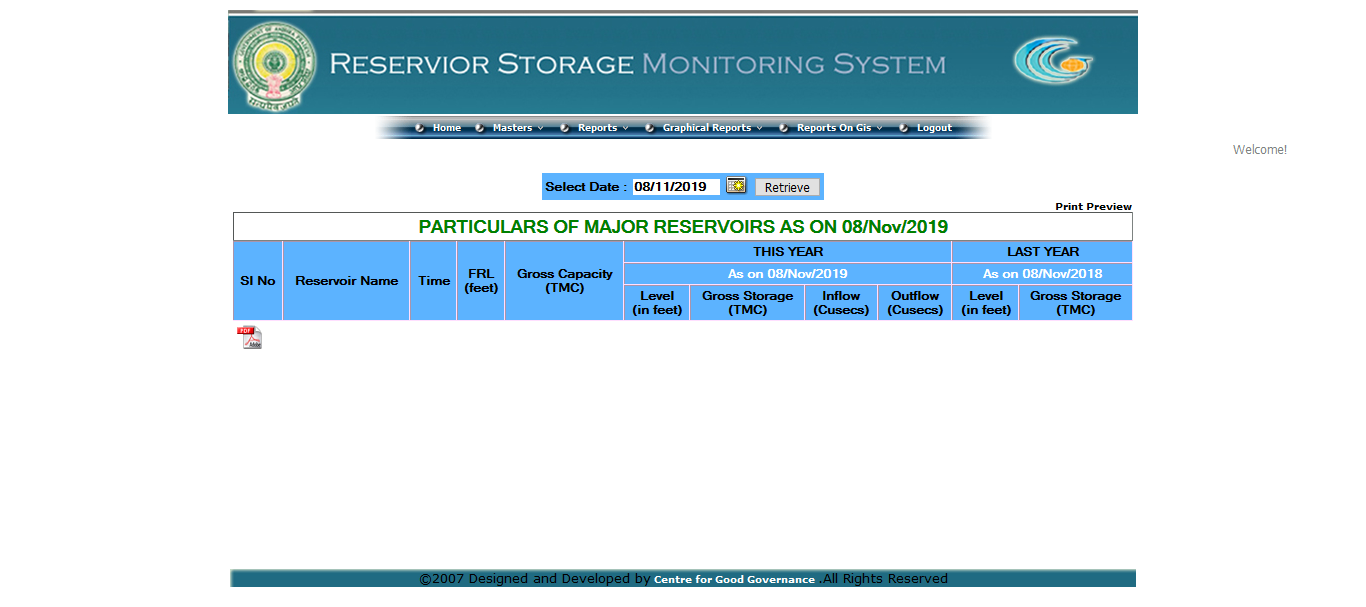 RESERVIOR STORAGE MONITORING SYSTEM
Home Masters Reports Graphical Reports Reports On Gis Logout
Welcome!
Select Date : 08/11/2019 Retrieve
Print Preview
PARTICULARS OF MAJOR RESERVOIRS AS ON 08/Nov/2019
Sl No Reservoir Name Time FRL (feet) Gross Capacity (TMC) THIS YEAR LAST YEAR
As on 08/Nov/2019 As on 08/Nov/2018
Level (in feet) Gross Storage (TMC) Inflow (Cusecs) Outflow (Cusecs) Level (in feet) Gross Storage (TMC)
PDF
Adobe
©2007 Designed and Developed by Centre for Good Governance .All Rights Reserved